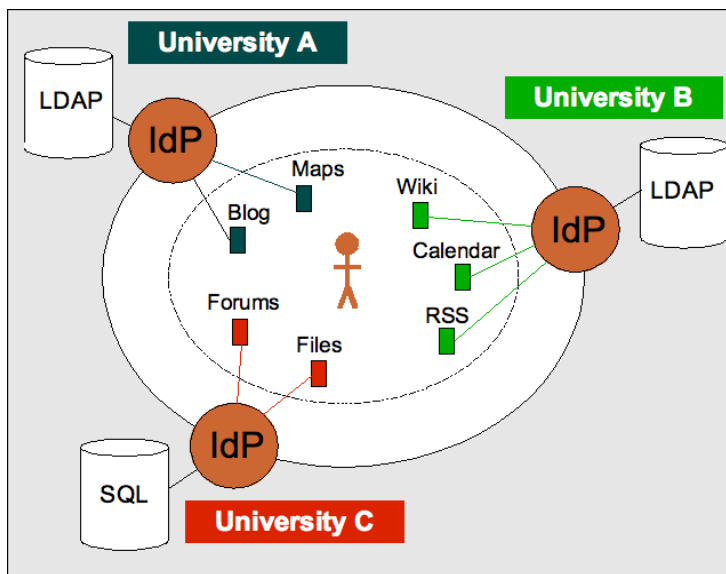 University A
LDAP
IdP
University B
Maps
Wiki
LDAP
Blog
IdP
Calendar
Forums
RSS
Files
IdP
SQL
University C